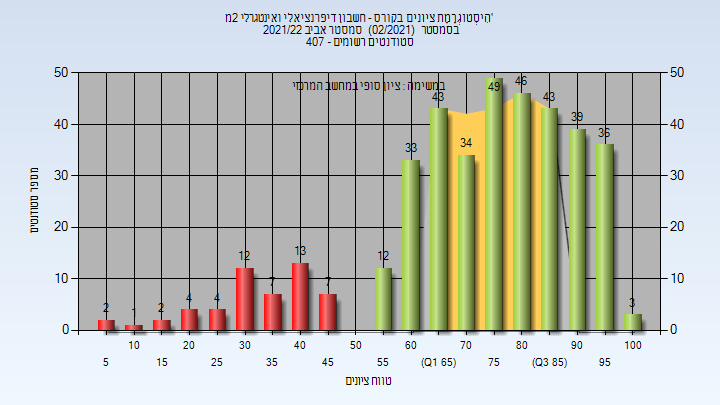 היסטוגרמת ציונים בקורס - חשבון דיפרנציאלי ואינטגרלי 2מ'
בסמסטר (02/2021) סמסטר אביב 2021/22
סטודנטים רשומים - 407
במשימה : ציון סופי במחשב המרכזי
50 50
40 40
30 30
20 20
10 10
0 0
מספר סטודנטים
2 1 2 4 4 12 7 13 7 12 33 43 34 49 46 43 39 36 3
10 20 30 40 50 60 70 80 90 100
5 15 25 35 45 55 (Q1 65) 75 (Q3 85) 95
טווח ציונים